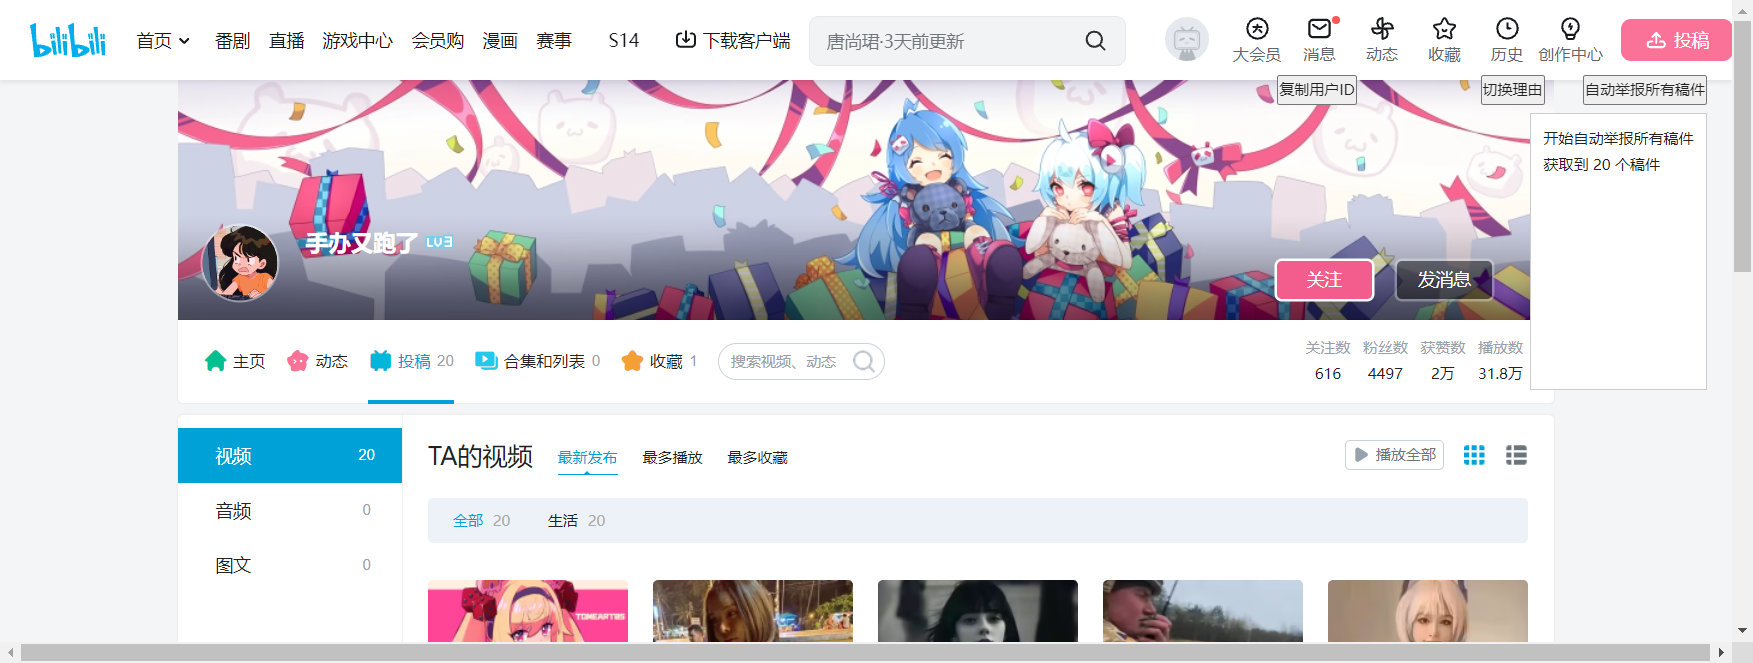 bilibili
首页
番剧
直播
游戏中心
会员购
漫画
赛事
S14
下载客户端
唐尚珺·3天前更新
大会员
消息
动态
收藏
历史
创作中心
投稿
复制用户ID
切换理由
自动举报所有稿件
开始自动举报所有稿件
获取到 20 个稿件
手办又跑了 LV3
关注
发消息
主页
动态
投稿 20
合集和列表 0
收藏 1
搜索视频、动态
关注数 粉丝数 获赞数 播放数
616 4497 2万 31.8万
视频 20
音频 0
图文 0
TA的视频
最新发布
最多播放
最多收藏
播放全部
全部 20
生活 20